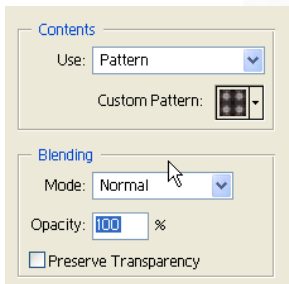 Contents
Use: Pattern
Custom Pattern:
Blending
Mode: Normal
Opacity: 100 %
Preserve Transparency